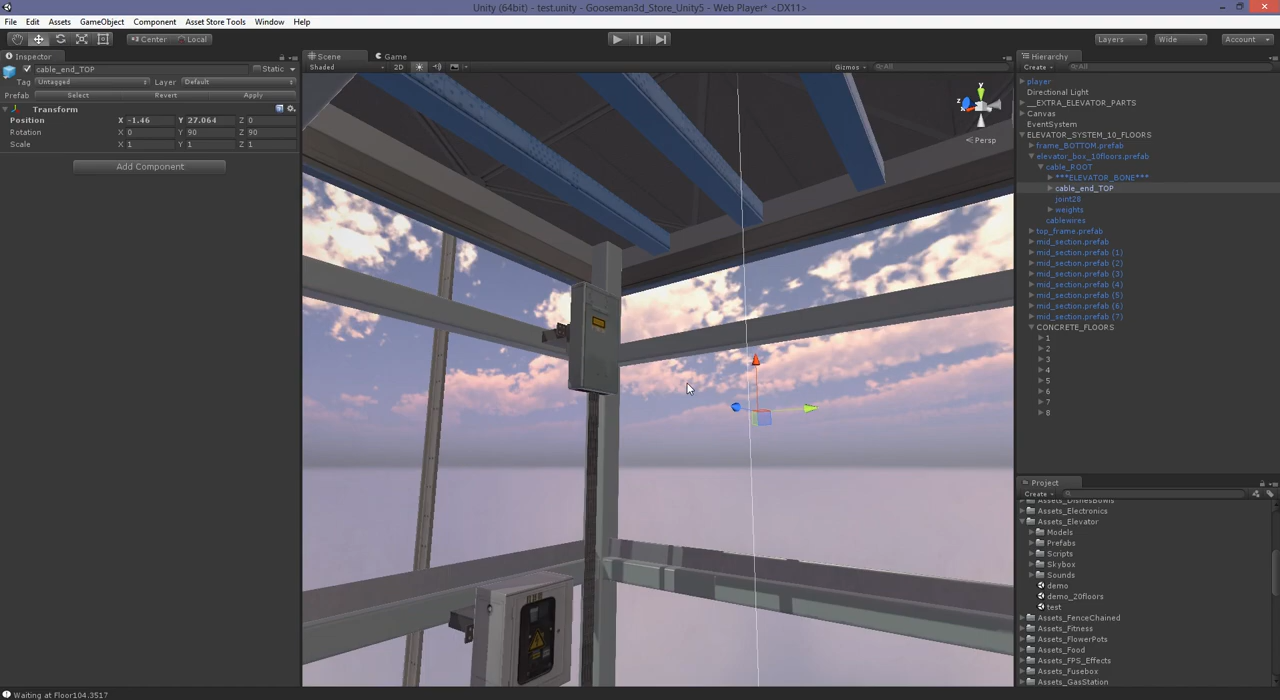 Unity (64bit) - test.unity - Gooseman3d_Store_Unity5 - Web Player* <DX11>
File Edit Assets GameObject Component Asset Store Tools Window Help
Center Local Layers Wide Account
Inspector
cable_end_TOP Static
Tag Untagged Layer Default
Prefab Select Revert Apply
Transform
Position X -1.46 Y 27.064 Z 0
Rotation X 0 Y 90 Z 90
Scale X 1 Y 1 Z 1
Add Component
Scene Game
Shaded 2D Gizmos All
y
z
Persp
Hierarchy
Create All
player
Directional Light
__EXTRA_ELEVATOR_PARTS
Canvas
EventSystem
ELEVATOR_SYSTEM_10_FLOORS
frame_BOTTOM.prefab
elevator_box_10floors.prefab
cable_ROOT
***ELEVATOR_BONE***
cable_end_TOP
joint28
weights
cablewires
top_frame.prefab
mid_section.prefab
mid_section.prefab (1)
mid_section.prefab (2)
mid_section.prefab (3)
mid_section.prefab (4)
mid_section.prefab (5)
mid_section.prefab (6)
mid_section.prefab (7)
CONCRETE_FLOORS
1
2
3
4
5
6
7
8
Project
Create
Assets_DishesBowls
Assets_Electronics
Assets_Elevator
Models
Prefabs
Scripts
Skybox
Sounds
demo
demo_20floors
test
Assets_FenceChained
Assets_Fitness
Assets_FlowerPots
Assets_Food
Assets_FPS_Effects
Assets_Fusebox
Assets_GasStation
Waiting at Floor104.3517